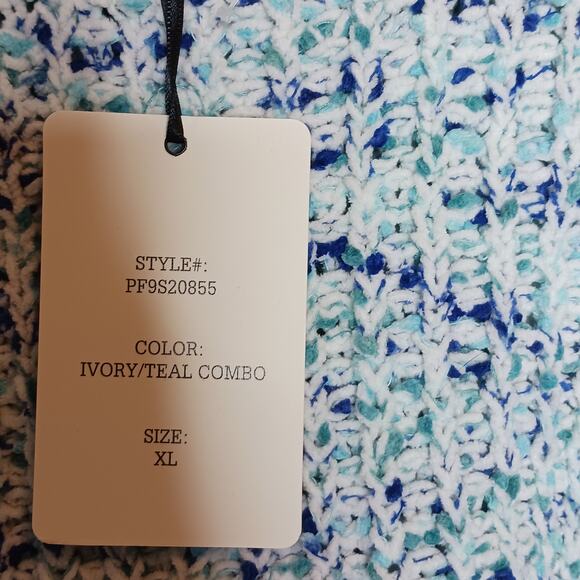 STYLE#:
PF9S20855
COLOR:
IVORY/TEAL COMBO
SIZE:
XL